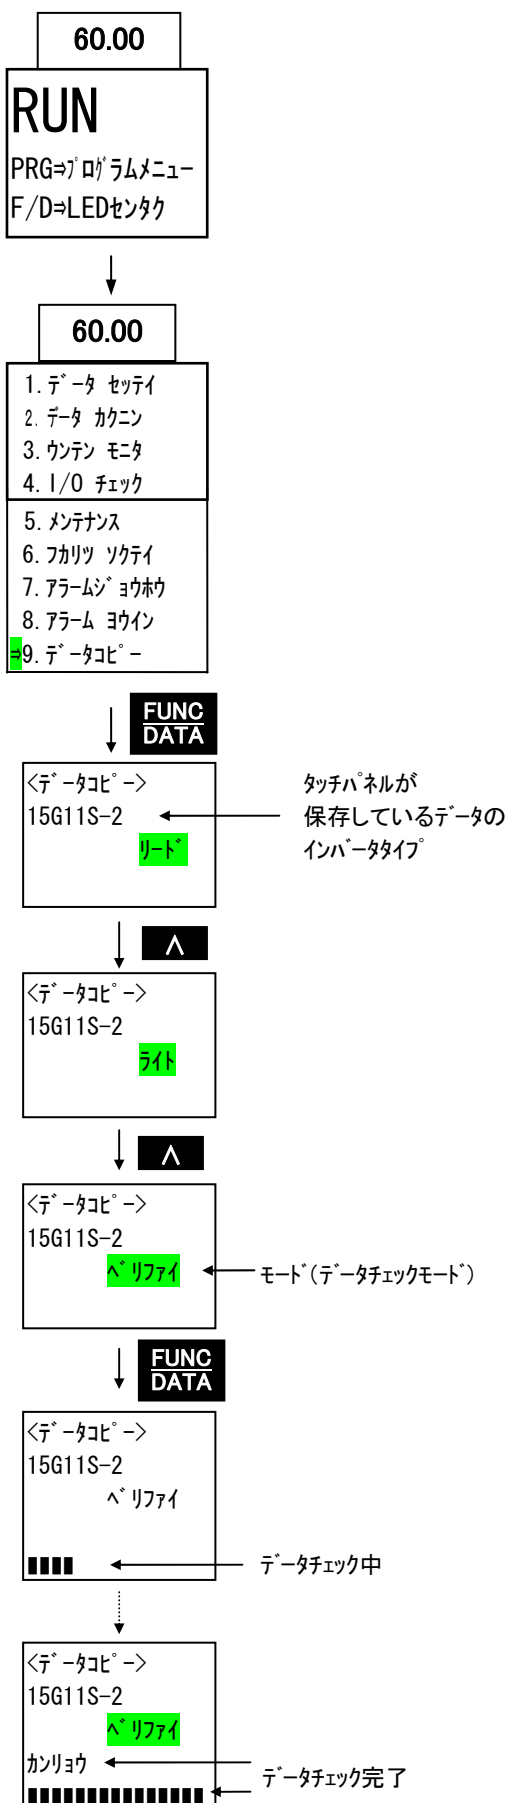 60.00
RUN
PRG⇒ﾌﾟﾛｸﾞﾗﾑﾒﾆｭｰ
F/D⇒LEDｾﾝﾀｸ
60.00
1.ﾃﾞｰﾀ ｾｯﾃｲ
2.ﾃﾞｰﾀ ｶｸﾆﾝ
3.ｳﾝﾃﾝ ﾓﾆﾀ
4.I/O ﾁｪｯｸ
5.ﾒﾝﾃﾅﾝｽ
6.ﾌｶﾘﾂ ｿｸﾃｲ
7.ｱﾗｰﾑｼﾞｮｳﾎｳ
8.ｱﾗｰﾑ ﾖｳｲﾝ
⇒9.ﾃﾞｰﾀｺﾋﾟｰ
FUNC
DATA
<ﾃﾞｰﾀｺﾋﾟｰ>
15G11S-2
ﾘｰﾄﾞ
ﾀｯﾁﾊﾟﾈﾙが
保存しているﾃﾞｰﾀの
ｲﾝﾊﾞｰﾀﾀｲﾌﾟ
∧
<ﾃﾞｰﾀｺﾋﾟｰ>
15G11S-2
ﾗｲﾄ
∧
<ﾃﾞｰﾀｺﾋﾟｰ>
15G11S-2
ﾍﾞﾘﾌｧｲ
ﾓｰﾄﾞ(ﾃﾞｰﾀﾁｪｯｸﾓｰﾄﾞ)
FUNC
DATA
<ﾃﾞｰﾀｺﾋﾟｰ>
15G11S-2
ﾍﾞﾘﾌｧｲ
ﾃﾞｰﾀﾁｪｯｸ中
<ﾃﾞｰﾀｺﾋﾟｰ>
15G11S-2
ﾍﾞﾘﾌｧｲ
ｶﾝﾘｮｳ
ﾃﾞｰﾀﾁｪｯｸ完了